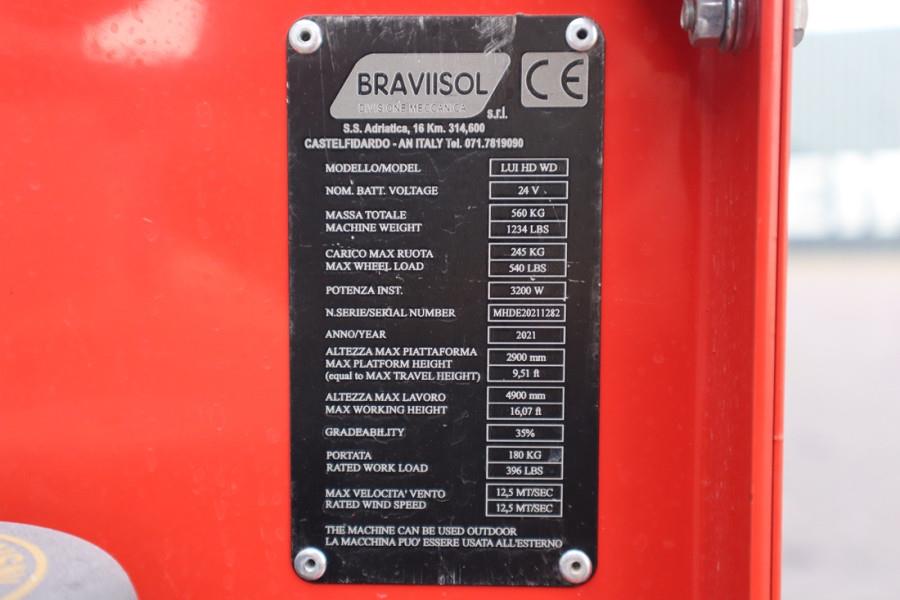 BRAVIISOL
DIVISIONE MECCANICA
s.r.l.
CE
S.S. Adriatica, 16 Km. 314,600
CASTELFIDARDO - AN ITALY Tel. 071.7819090
MODELLO/MODEL LUI HD WD
NOM. BATT. VOLTAGE 24 V
MASSA TOTALE 560 KG
MACHINE WEIGHT 1234 LBS
CARICO MAX RUOTA 245 KG
MAX WHEEL LOAD 540 LBS
POTENZA INST. 3200 W
N.SERIE/SERIAL NUMBER MHDE20211282
ANNO/YEAR 2021
ALTEZZA MAX PIATTAFORMA 2900 mm
MAX PLATFORM HEIGHT 9,51 ft
(equal to MAX TRAVEL HEIGHT)
ALTEZZA MAX LAVORO 4900 mm
MAX WORKING HEIGHT 16,07 ft
GRADEABILITY 35%
PORTATA 180 KG
RATED WORK LOAD 396 LBS
MAX VELOCITA' VENTO 12,5 MT/SEC
RATED WIND SPEED 12,5 MT/SEC
THE MACHINE CAN BE USED OUTDOOR
LA MACCHINA PUO' ESSERE USATA ALL'ESTERNO